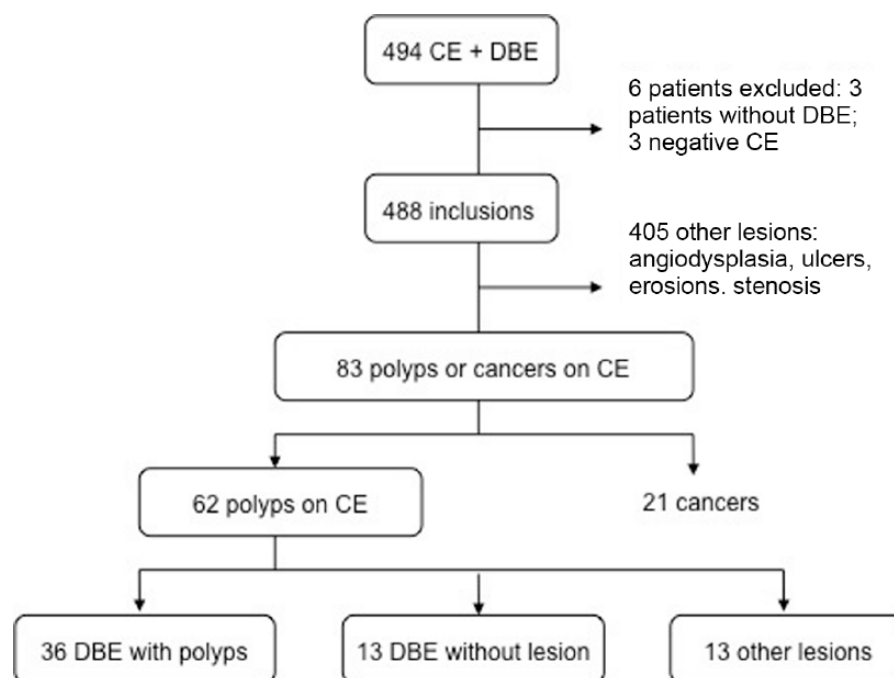 494 CE + DBE
6 patients excluded: 3
patients without DBE;
3 negative CE
488 inclusions
405 other lesions:
angiodysplasia, ulcers,
erosions. stenosis
83 polyps or cancers on CE
62 polyps on CE
21 cancers
36 DBE with polyps
13 DBE without lesion
13 other lesions